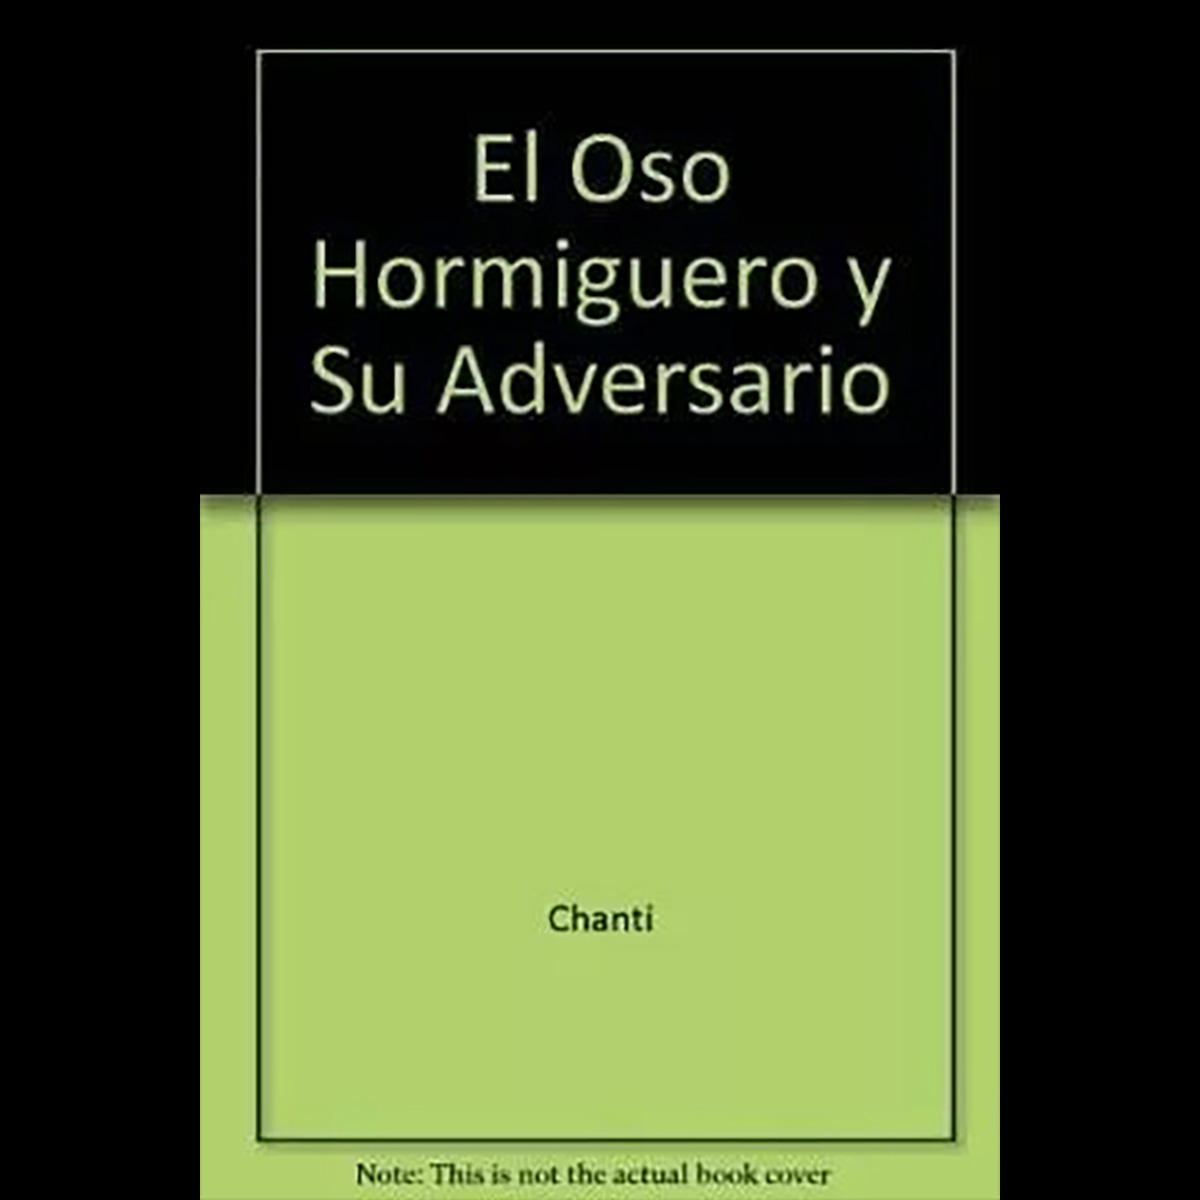 El Oso
Hormiguero y
Su Adversario
Chanti
Note: This is not the actual book cover